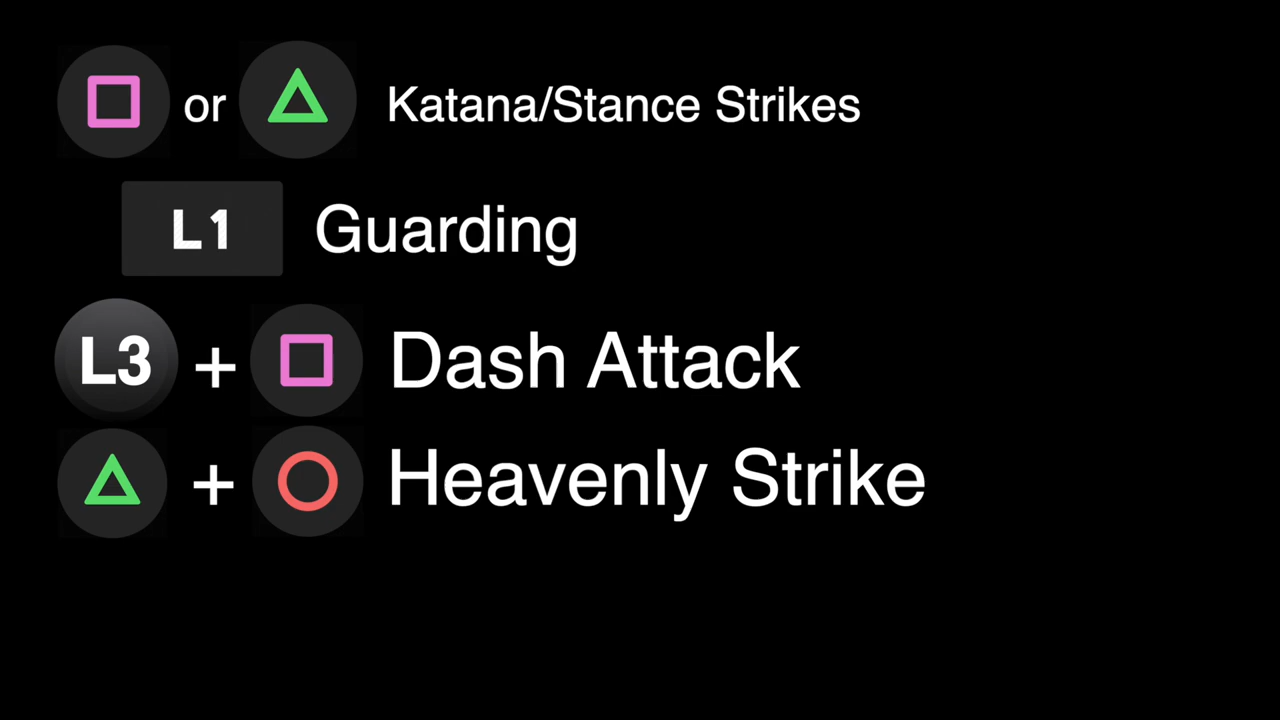 or Katana/Stance Strikes
L1 Guarding
L3 + Dash Attack
+ Heavenly Strike